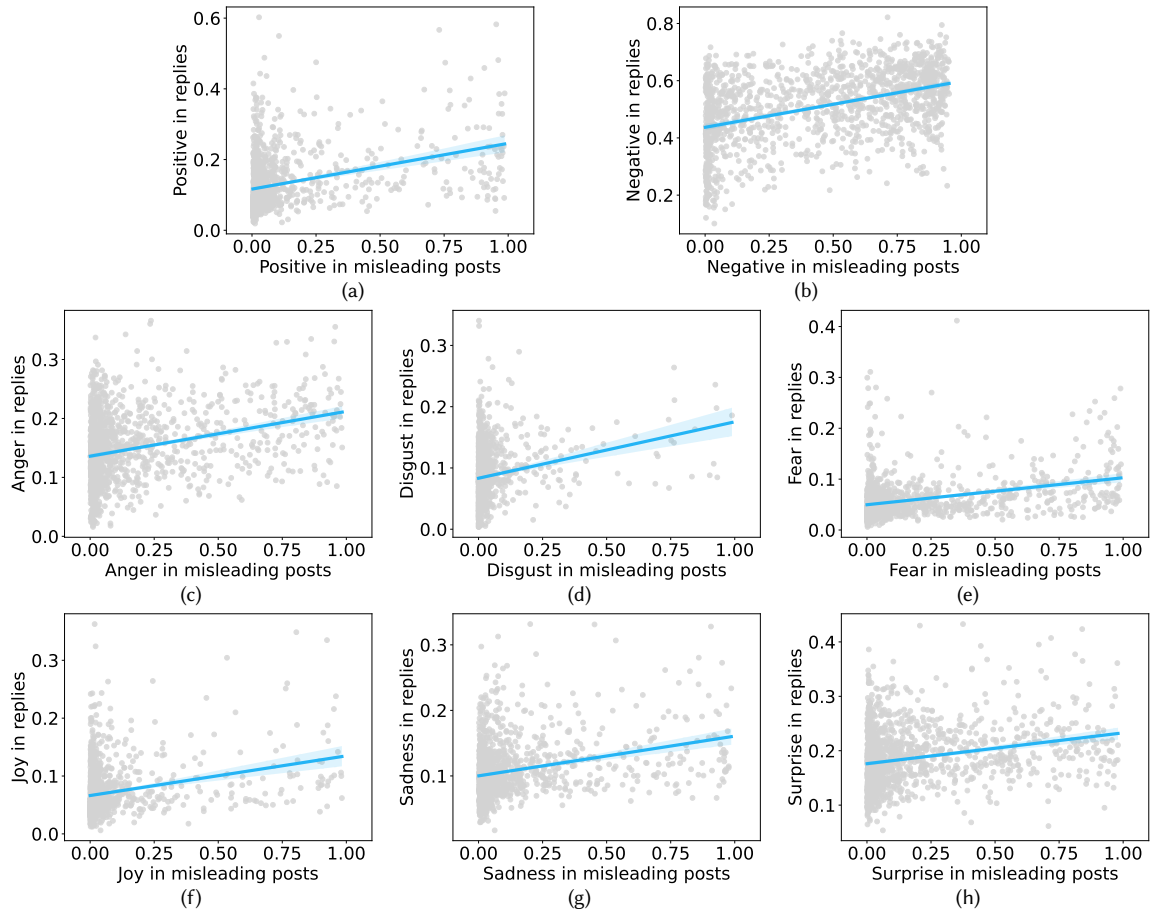 0.6
0.4
0.2
0.0
Positive in replies
0.00 0.25 0.50 0.75 1.00
Positive in misleading posts
(a)
0.8
0.6
0.4
0.2
Negative in replies
0.00 0.25 0.50 0.75 1.00
Negative in misleading posts
(b)
0.3
0.2
0.1
0.0
Anger in replies
0.00 0.25 0.50 0.75 1.00
Anger in misleading posts
(c)
0.3
0.2
0.1
0.0
Disgust in replies
0.00 0.25 0.50 0.75 1.00
Disgust in misleading posts
(d)
0.4
0.3
0.2
0.1
0.0
Fear in replies
0.00 0.25 0.50 0.75 1.00
Fear in misleading posts
(e)
0.3
0.2
0.1
0.0
Joy in replies
0.00 0.25 0.50 0.75 1.00
Joy in misleading posts
(f)
0.3
0.2
0.1
Sadness in replies
0.00 0.25 0.50 0.75 1.00
Sadness in misleading posts
(g)
0.4
0.3
0.2
0.1
Surprise in replies
0.00 0.25 0.50 0.75 1.00
Surprise in misleading posts
(h)